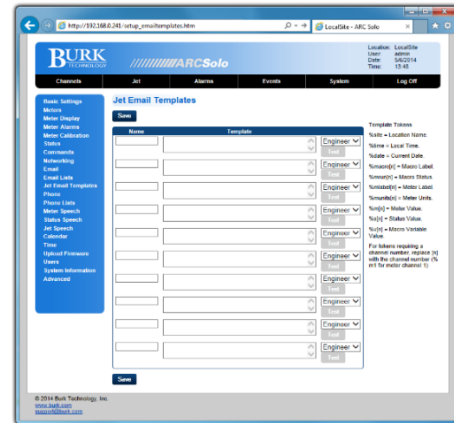 http://192.168.0.241/setup_emailtemplates.htm
LocalSite - ARC Solo
BURK
TECHNOLOGY
ARCSolo
Location: LocalSite
User: admin
Date: 5/6/2014
Time: 15:48
Channels Jet Alarms Events System Log Off
Basic Settings
Meters
Meter Display
Meter Alarms
Meter Calibration
Status
Commands
Networking
Email
Email Lists
Jet Email Templates
Phone
Phone Lists
Meter Speech
Status Speech
Jet Speech
Calendar
Time
Upload Firmware
Users
System Information
Advanced
Jet Email Templates
Save
Name Template
Engineer
Test
Engineer
Test
Engineer
Test
Engineer
Test
Engineer
Test
Engineer
Test
Engineer
Test
Engineer
Test
Engineer
Test
Engineer
Test
Save
Template Tokens
%site = Location Name.
%time = Local Time.
%date = Current Date.
= Macro Label.
= Macro Status.
= Meter Label.
= Meter Units.
= Meter Value.
= Status Value.
%v[n] = Macro Variable
Value.
For tokens requiring a
channel number, replace [n]
with the channel number (%
m1 for meter channel 1)
© 2014 Burk Technology, Inc.
www.burk.com
support@burk.com